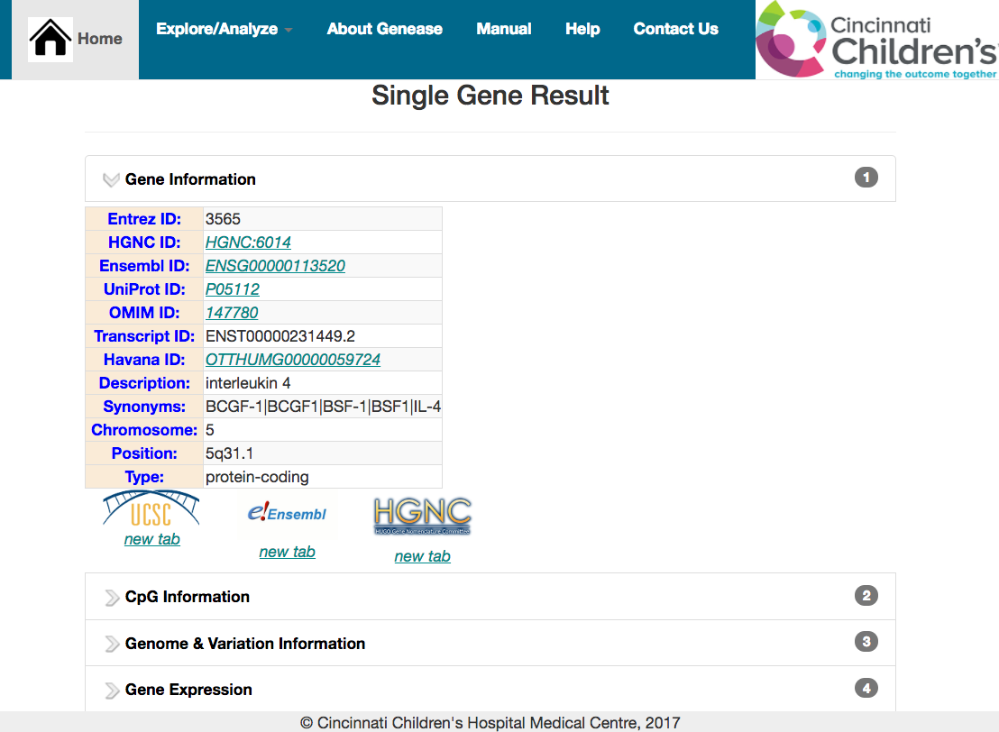 Home
Explore/Analyze
About Genease
Manual
Help
Contact Us
Cincinnati
Children's
changing the outcome together
Single Gene Result
Gene Information 1
Entrez ID: 3565
HGNC ID: HGNC:6014
Ensembl ID: ENSG00000113520
UniProt ID: P05112
OMIM ID: 147780
Transcript ID: ENST00000231449.2
Havana ID: OTTHUMG00000059724
Description: interleukin 4
Synonyms: BCGF-1|BCGF1|BSF-1|BSF1|IL-4
Chromosome: 5
Position: 5q31.1
Type: protein-coding
UCSC
e!Ensembl
HGNC
HUGO Gene Nomenclature Committee
new tab
new tab
new tab
CpG Information 2
Genome & Variation Information 3
Gene Expression 4
© Cincinnati Children's Hospital Medical Centre, 2017